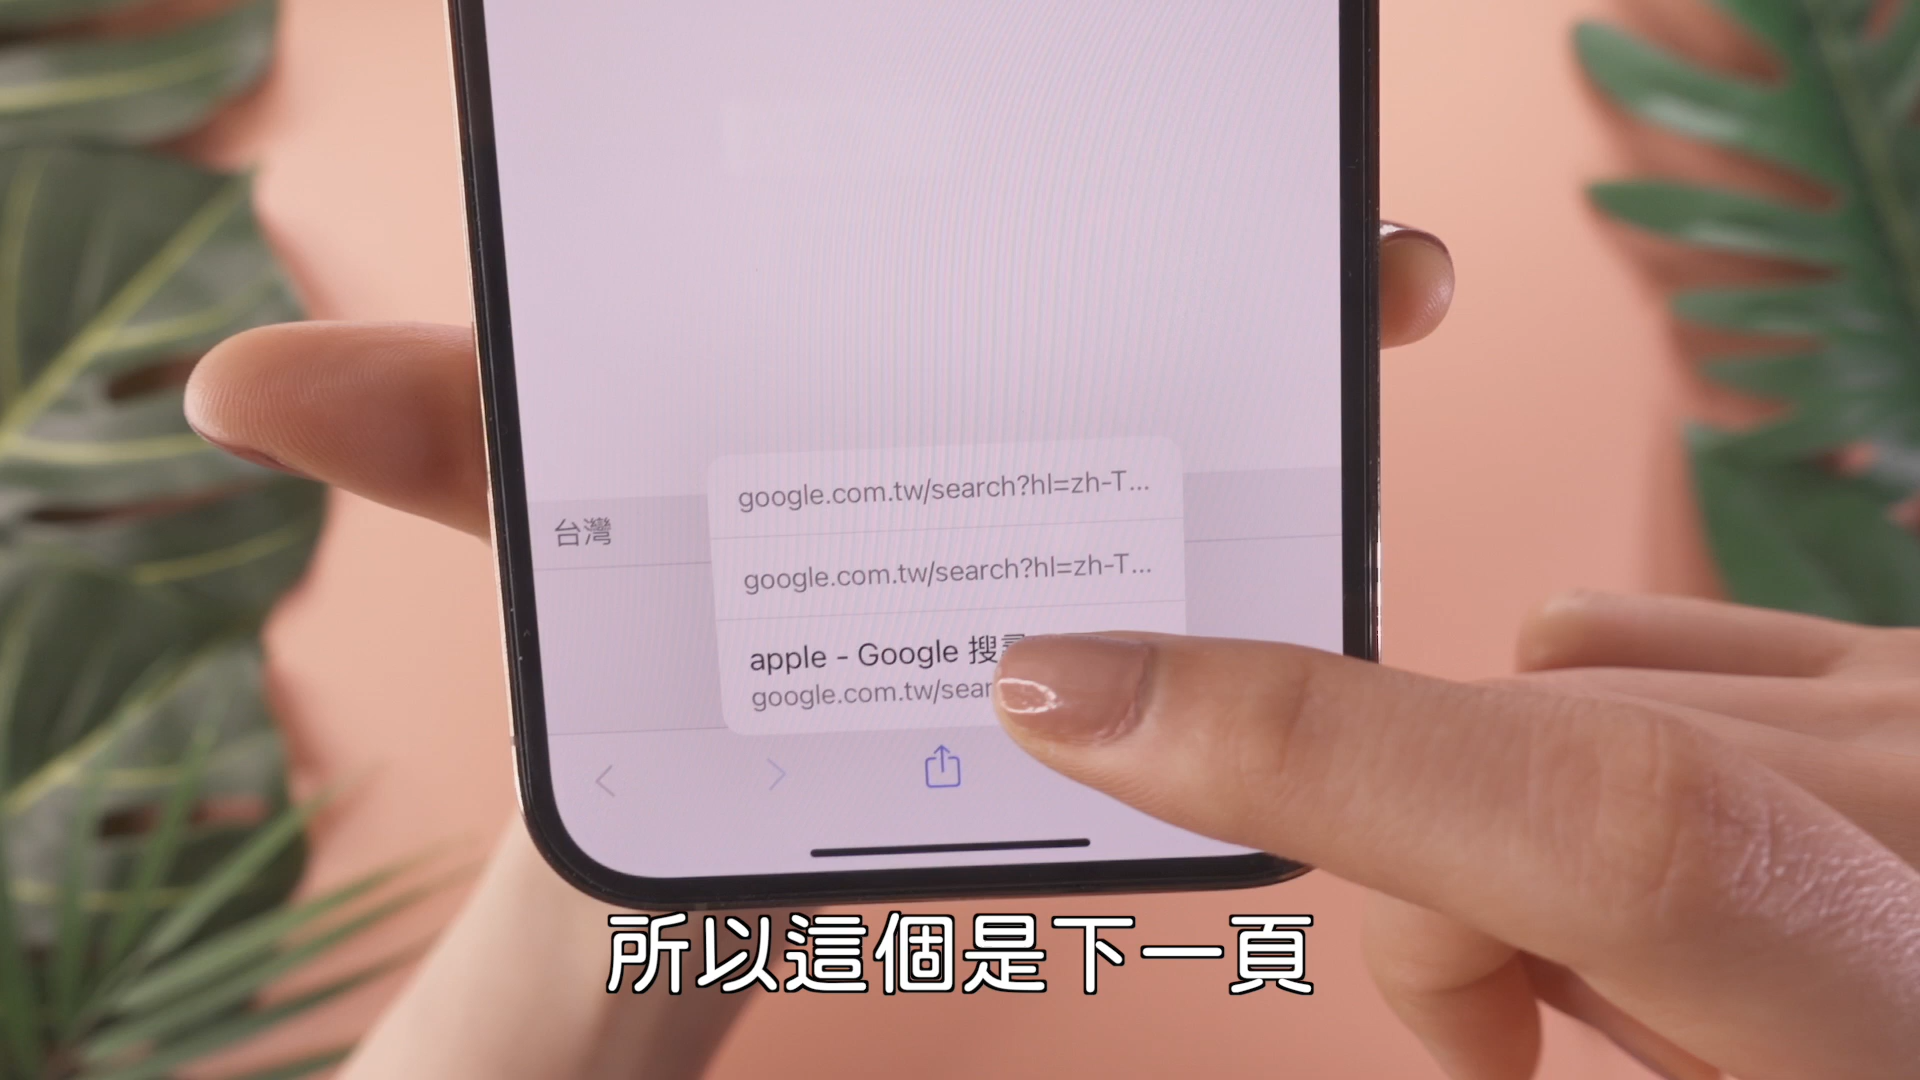 google.com.tw/search?hl=zh-T...
台灣
google.com.tw/search?hl=zh-T...
apple - Google 搜尋
google.com.tw/sear
所以這個是下一頁